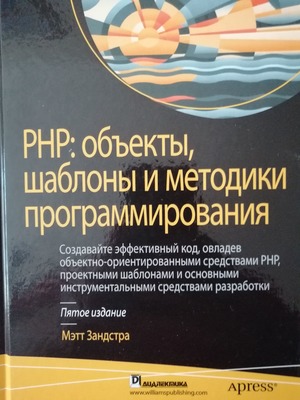 PHP: объекты,
шаблоны и методики
программирования
Создавайте эффективный код, овладев
объектно-ориентированными средствами PHP,
проектными шаблонами и основными
инструментальными средствами разработки
Пятое издание
Мэтт Зандстра
ДИАЛЕКТИКА
www.williamspublishing.com
Apress®